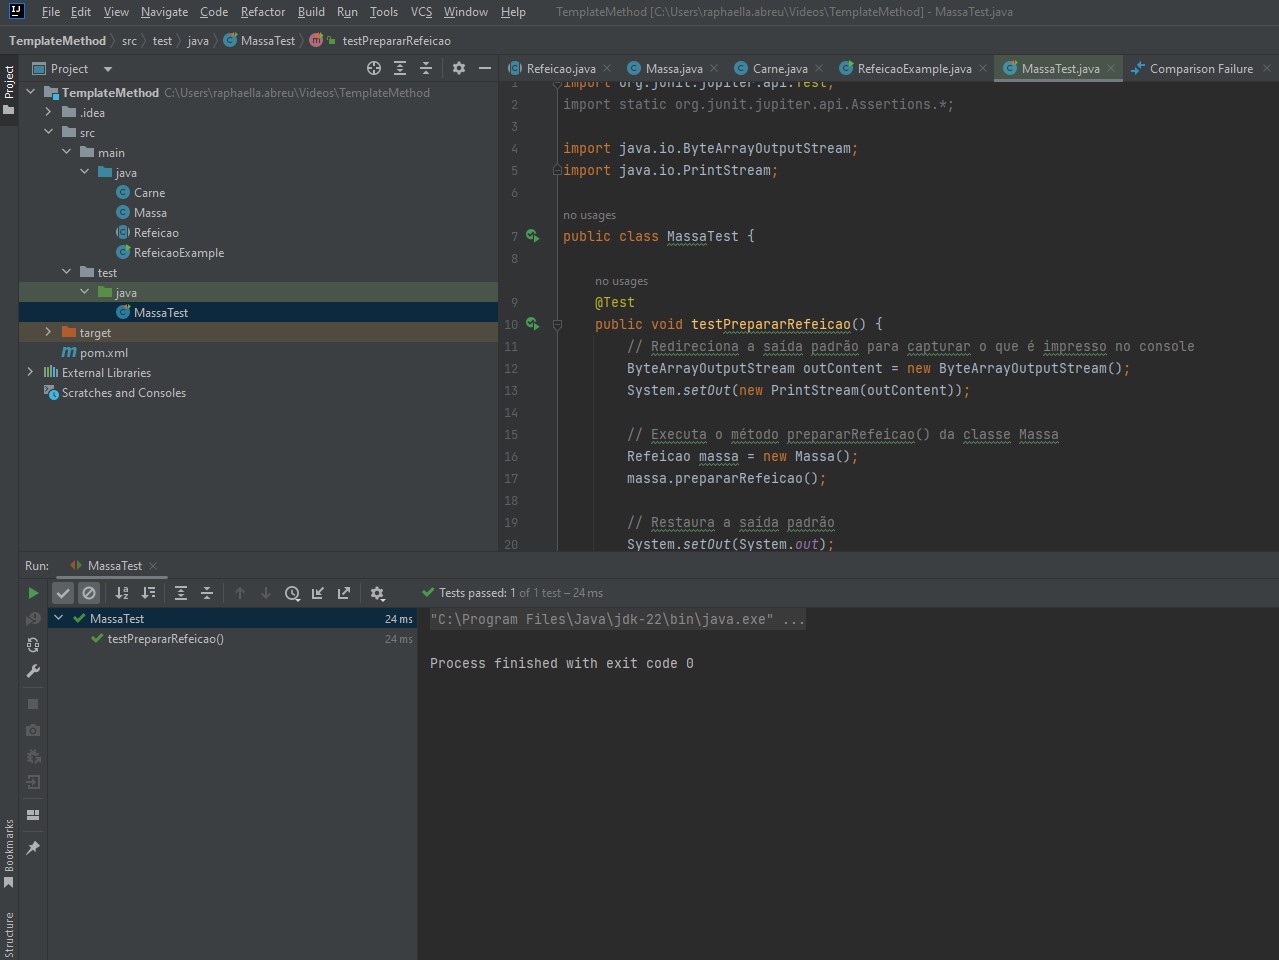 File Edit View Navigate Code Refactor Build Run Tools VCS Window Help TemplateMethod [C:\Users\raphaella.abreu\Videos\TemplateMethod] - MassaTest.java
TemplateMethod src test java MassaTest testPrepararRefeicao
Project
Project
TemplateMethod C:\Users\raphaella.abreu\Videos\TemplateMethod
.idea
src
main
java
Carne
Massa
Refeicao
RefeicaoExample
test
java
MassaTest
target
pom.xml
External Libraries
Scratches and Consoles
Refeicao.java Massa.java Carne.java RefeicaoExample.java MassaTest.java Comparison Failure
1 import org.junit.jupiter.api.Test;
2 import static org.junit.jupiter.api.Assertions.*;
3
4 import java.io.ByteArrayOutputStream;
5 import java.io.PrintStream;
6
no usages
7 public class MassaTest {
8
no usages
9 @Test
10 public void testPrepararRefeicao() {
11 // Redireciona a saída padrão para capturar o que é impresso no console
12 ByteArrayOutputStream outContent = new ByteArrayOutputStream();
13 System.setOut(new PrintStream(outContent));
14
15 // Executa o método prepararRefeicao() da classe Massa
16 Refeicao massa = new Massa();
17 massa.prepararRefeicao();
18
19 // Restaura a saída padrão
20 System.setOut(System.out);
Run: MassaTest
Tests passed: 1 of 1 test – 24 ms
MassaTest 24 ms
testPrepararRefeicao() 24 ms
"C:\Program Files\Java\jdk-22\bin\java.exe" ...
Process finished with exit code 0
Bookmarks
Structure